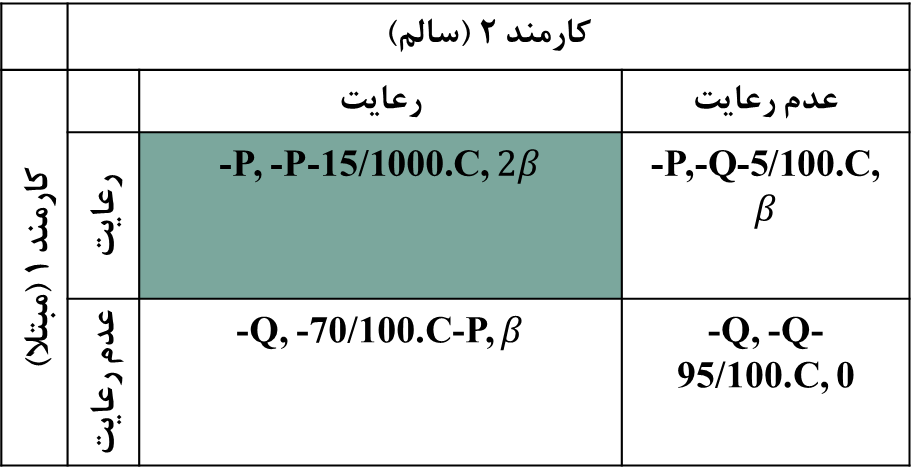 کارمند ۲ (سالم)
رعایت
عدم رعایت
کارمند ۱ (مبتلا)
رعایت
-P, -P-15/1000.C, 2β
-P,-Q-5/100.C,
β
عدم رعایت
-Q, -70/100.C-P, β
-Q, -Q-
95/100.C, 0